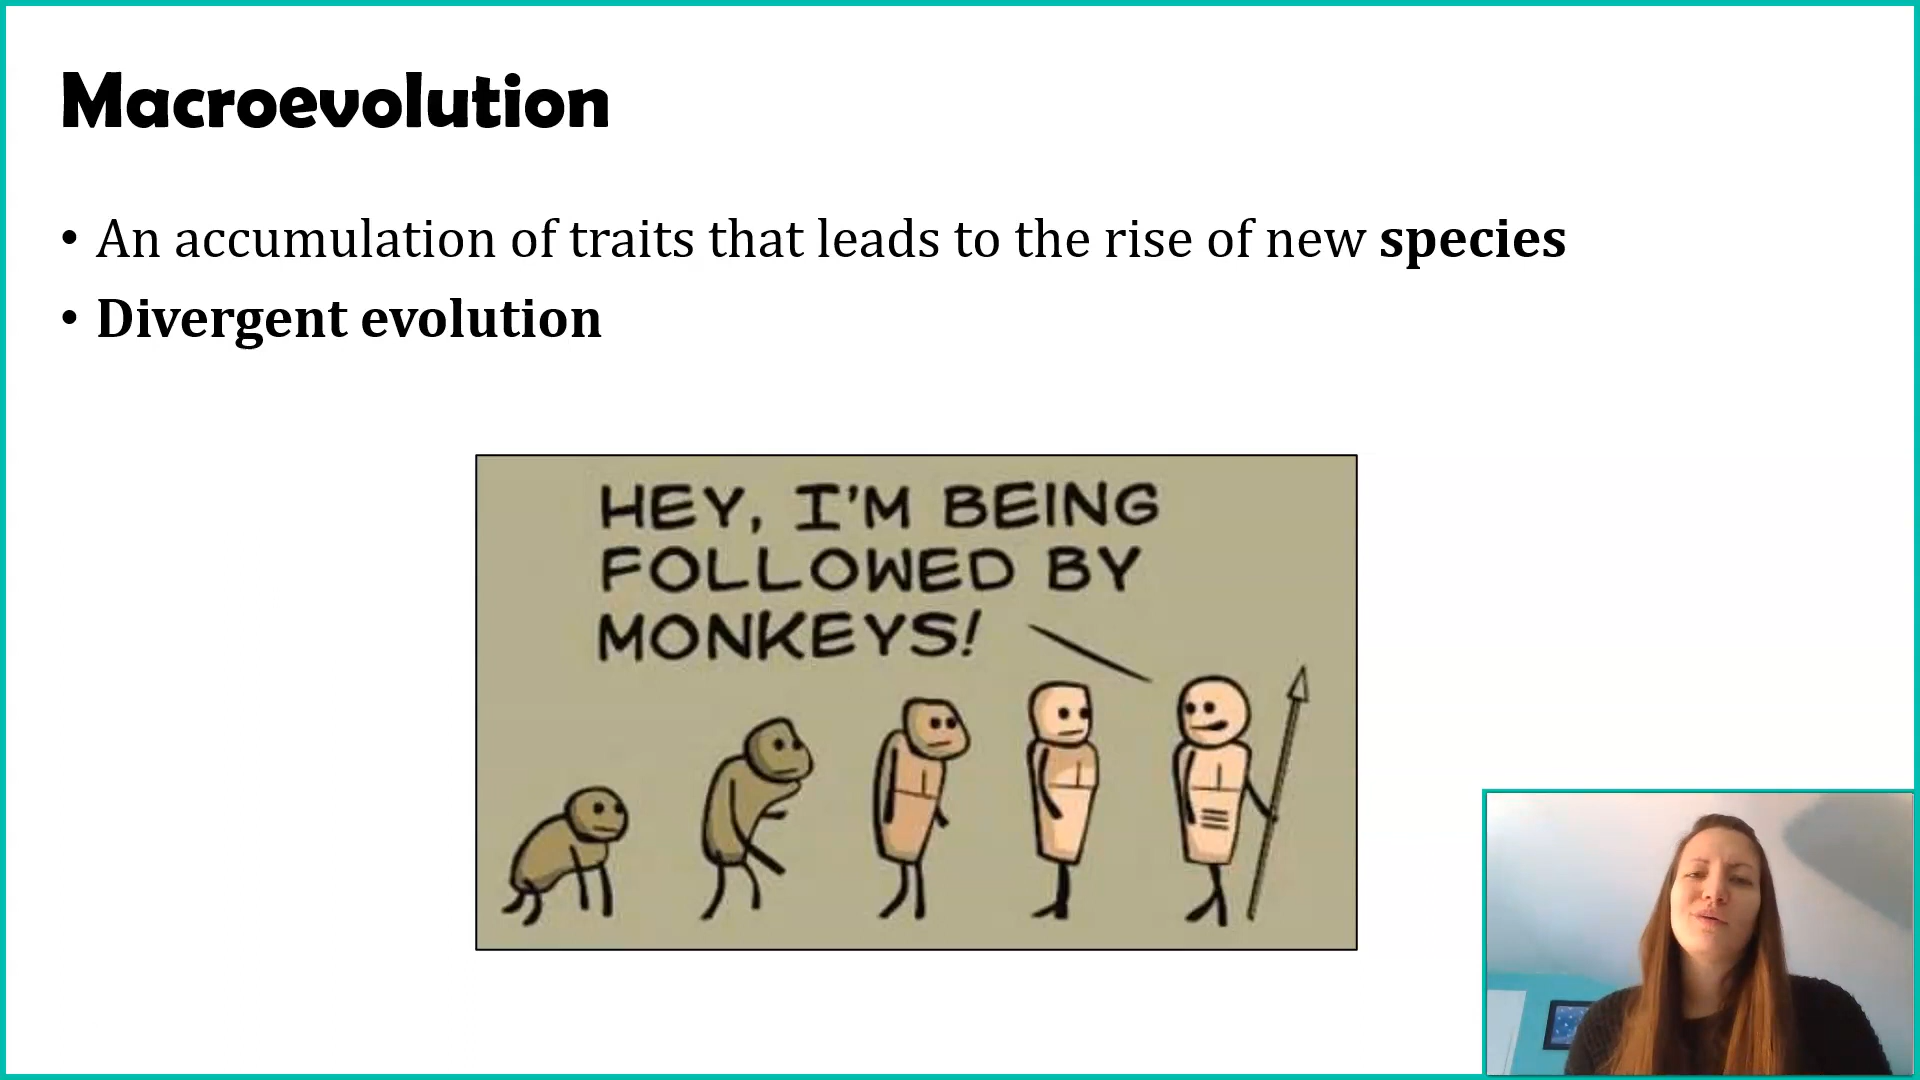 Macroevolution
• An accumulation of traits that leads to the rise of new species
• Divergent evolution
HEY, I'M BEING
FOLLOWED BY
MONKEYS!